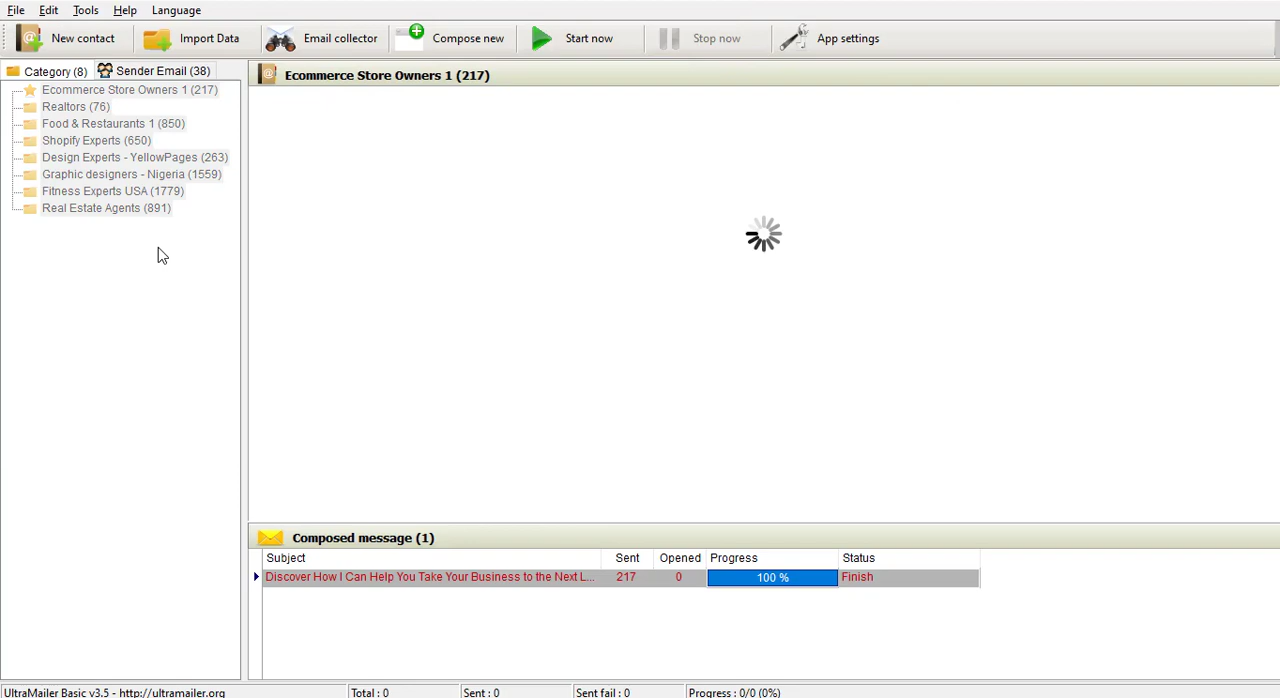 File Edit Tools Help Language
New contact Import Data Email collector Compose new Start now Stop now App settings
Category (8) Sender Email (38)
Ecommerce Store Owners 1 (217)
Ecommerce Store Owners 1 (217)
Realtors (76)
Food & Restaurants 1 (850)
Shopify Experts (650)
Design Experts - YellowPages (263)
Graphic designers - Nigeria (1559)
Fitness Experts USA (1779)
Real Estate Agents (891)
Composed message (1)
Subject Sent Opened Progress Status
Discover How I Can Help You Take Your Business to the Next L... 217 0 100 % Finish
UltraMailer Basic v3.5 - http://ultramailer.org Total : 0 Sent : 0 Sent fail : 0 Progress : 0/0 (0%)